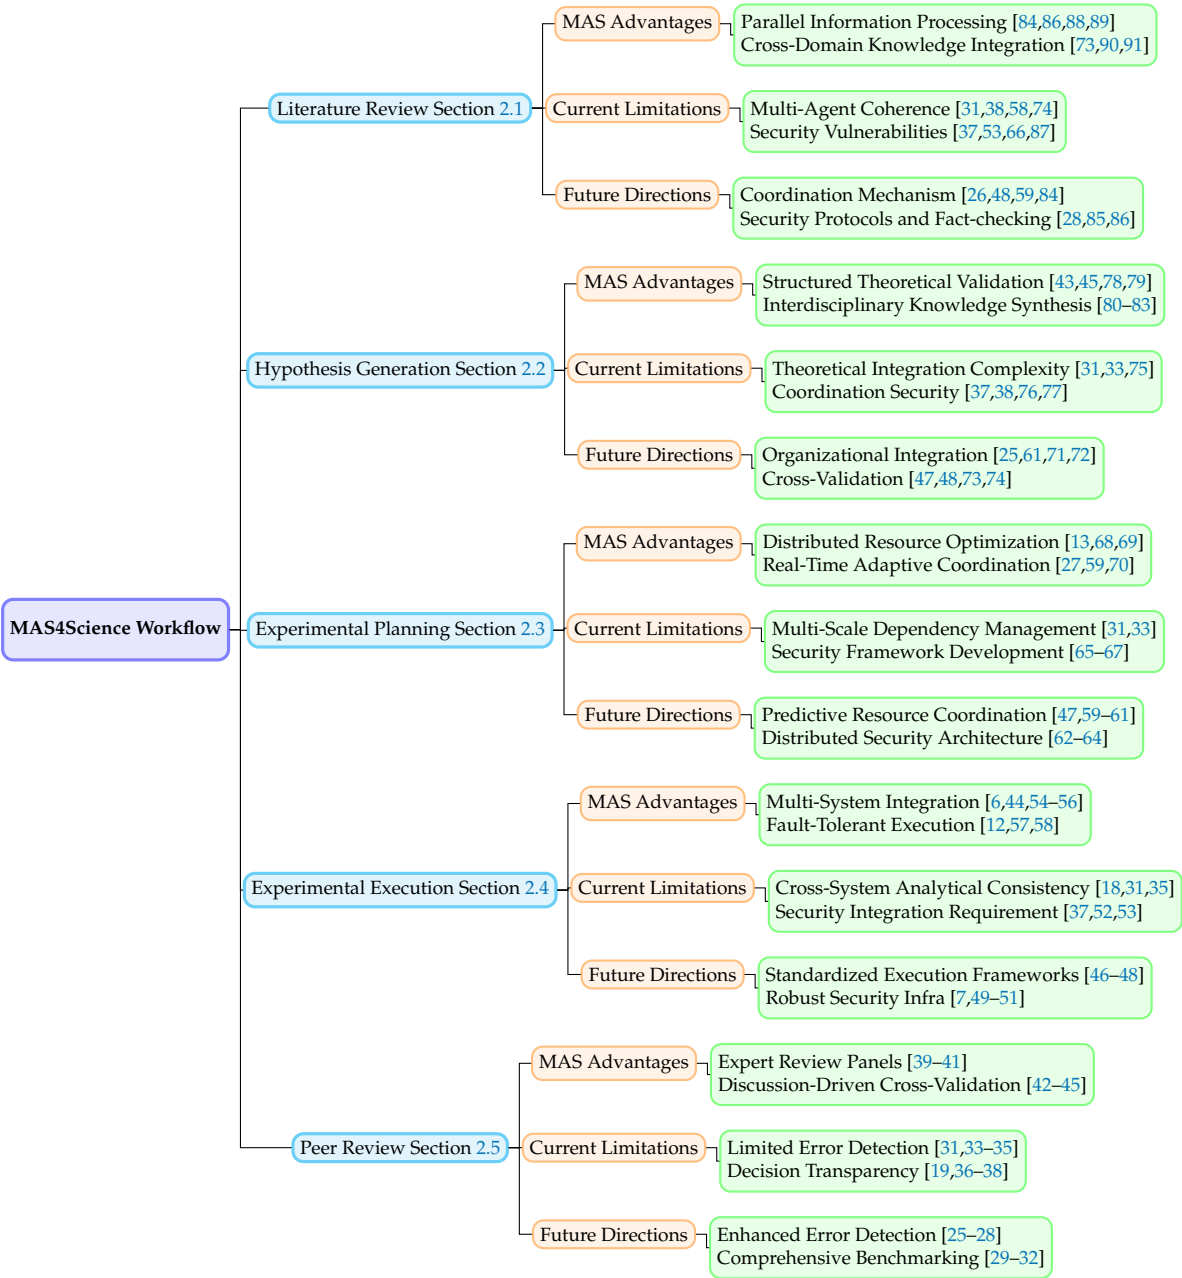 MAS4Science Workflow
Literature Review Section 2.1
MAS Advantages
Parallel Information Processing [84,86,88,89]
Cross-Domain Knowledge Integration [73,90,91]
Current Limitations
Multi-Agent Coherence [31,38,58,74]
Security Vulnerabilities [37,53,66,87]
Future Directions
Coordination Mechanism [26,48,59,84]
Security Protocols and Fact-checking [28,85,86]
Hypothesis Generation Section 2.2
MAS Advantages
Structured Theoretical Validation [43,45,78,79]
Interdisciplinary Knowledge Synthesis [80–83]
Current Limitations
Theoretical Integration Complexity [31,33,75]
Coordination Security [37,38,76,77]
Future Directions
Organizational Integration [25,61,71,72]
Cross-Validation [47,48,73,74]
Experimental Planning Section 2.3
MAS Advantages
Distributed Resource Optimization [13,68,69]
Real-Time Adaptive Coordination [27,59,70]
Current Limitations
Multi-Scale Dependency Management [31,33]
Security Framework Development [65–67]
Future Directions
Predictive Resource Coordination [47,59–61]
Distributed Security Architecture [62–64]
Experimental Execution Section 2.4
MAS Advantages
Multi-System Integration [6,44,54–56]
Fault-Tolerant Execution [12,57,58]
Current Limitations
Cross-System Analytical Consistency [18,31,35]
Security Integration Requirement [37,52,53]
Future Directions
Standardized Execution Frameworks [46–48]
Robust Security Infra [7,49–51]
Peer Review Section 2.5
MAS Advantages
Expert Review Panels [39–41]
Discussion-Driven Cross-Validation [42–45]
Current Limitations
Limited Error Detection [31,33–35]
Decision Transparency [19,36–38]
Future Directions
Enhanced Error Detection [25–28]
Comprehensive Benchmarking [29–32]